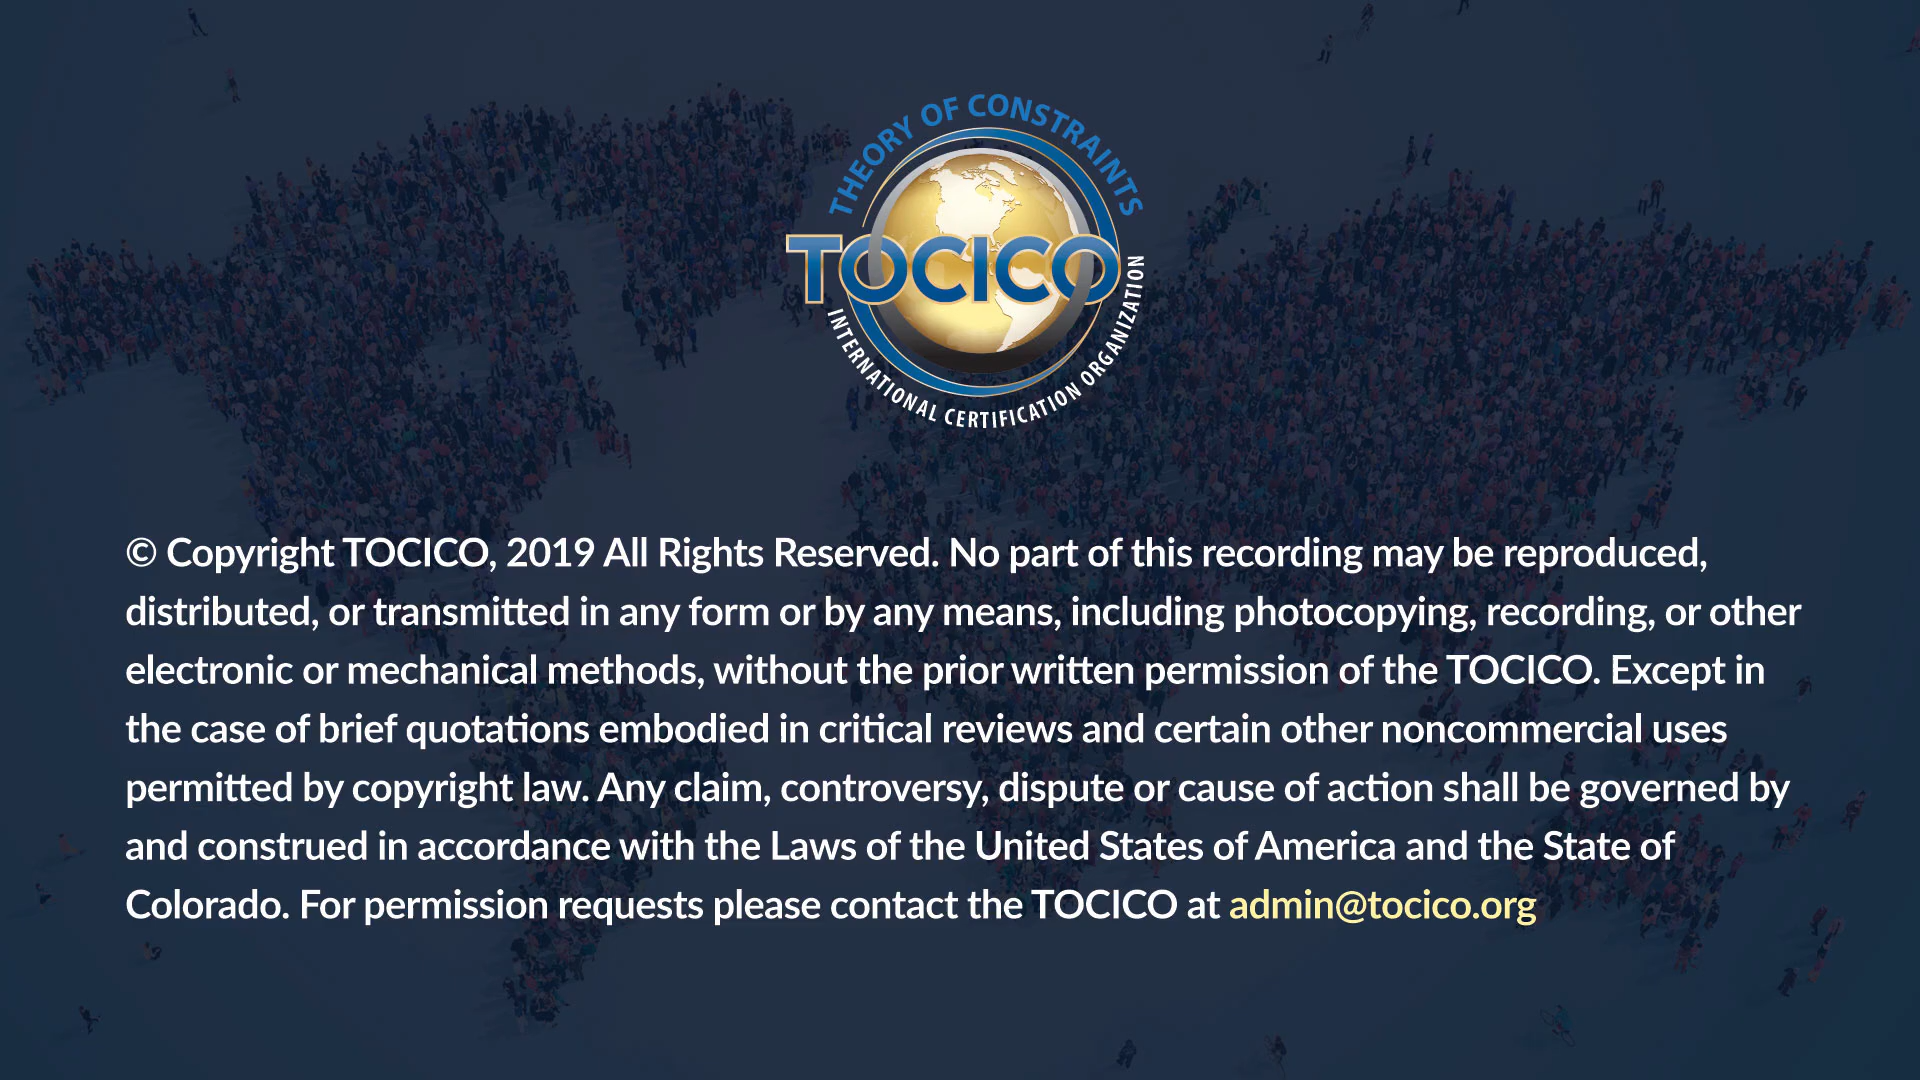 THEORY OF CONSTRAINTS
TOCICO
INTERNATIONAL CERTIFICATION ORGANIZATION
© Copyright TOCICO, 2019 All Rights Reserved. No part of this recording may be reproduced,
distributed, or transmitted in any form or by any means, including photocopying, recording, or other
electronic or mechanical methods, without the prior written permission of the TOCICO. Except in
the case of brief quotations embodied in critical reviews and certain other noncommercial uses
permitted by copyright law. Any claim, controversy, dispute or cause of action shall be governed by
and construed in accordance with the Laws of the United States of America and the State of
Colorado. For permission requests please contact the TOCICO at admin@tocico.org